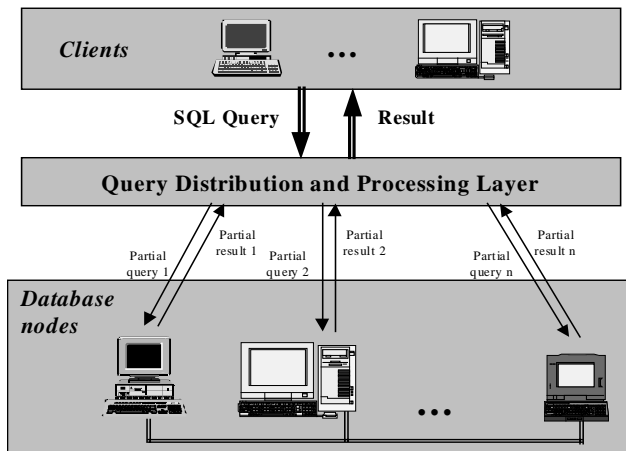 Clients
...
SQL Query
Result
Query Distribution and Processing Layer
Partial
query 1
Partial
result 1
Partial
query 2
Partial
result 2
Partial
query n
Partial
result n
Database
nodes
...